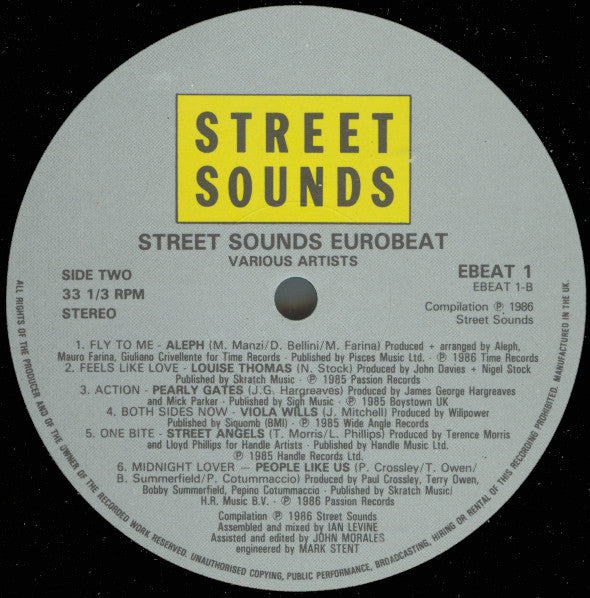 STREET
SOUNDS
STREET SOUNDS EUROBEAT
VARIOUS ARTISTS
SIDE TWO
33 1/3 RPM
STEREO
EBEAT 1
EBEAT 1-B
Compilation ℗ 1986
Street Sounds
1. FLY TO ME - ALEPH (M. Manzi/D. Bellini/M. Farina) Produced + arranged by Aleph,
Mauro Farina, Giuliano Crivellente for Time Records - Published by Pisces Music Ltd. - ℗ 1986 Time Records
2. FEELS LIKE LOVE - LOUISE THOMAS (N. Stock) Produced by John Davies + Nigel Stock
Published by Skratch Music - ℗ 1985 Passion Records
3. ACTION - PEARLY GATES (J.G. Hargreaves) Produced by James George Hargreaves
and Mick Parker - Published by Sigh Music - ℗ 1985 Boystown UK
4. BOTH SIDES NOW - VIOLA WILLS (J. Mitchell) Produced by Willpower
Published by Siquomb (BMI) - ℗ 1985 Wide Angle Records
5. ONE BITE - STREET ANGELS (T. Morris/L. Phillips) Produced by Terence Morris
and Lloyd Phillips for Handle Artists - Published by Handle Music Ltd.
℗ 1985 Handle Records Ltd.
6. MIDNIGHT LOVER — PEOPLE LIKE US (P. Crossley/T. Owen/
B. Summerfield/P. Cotummaccio) Produced by Paul Crossley, Terry Owen,
Bobby Summerfield, Pepino Cotummaccio - Published by Skratch Music/
H.R. Music B.V. - ℗ 1986 Passion Records
Compilation ℗ 1986 Street Sounds
Assembled and mixed by IAN LEVINE
Assisted and edited by JOHN MORALES
engineered by MARK STENT
ALL RIGHTS OF THE PRODUCER AND OF THE OWNER OF THE RECORDED WORK RESERVED. UNAUTHORISED COPYING, PUBLIC PERFORMANCE, BROADCASTING, HIRING OR RENTAL OF THIS RECORDING PROHIBITED. MANUFACTURED IN THE UK.